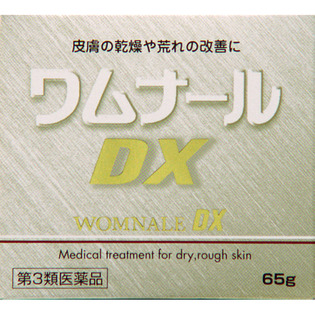 皮膚の乾燥や荒れの改善に
ワムナール
DX
WOMNALE DX
Medical treatment for dry,rough skin
第3類医薬品 65g